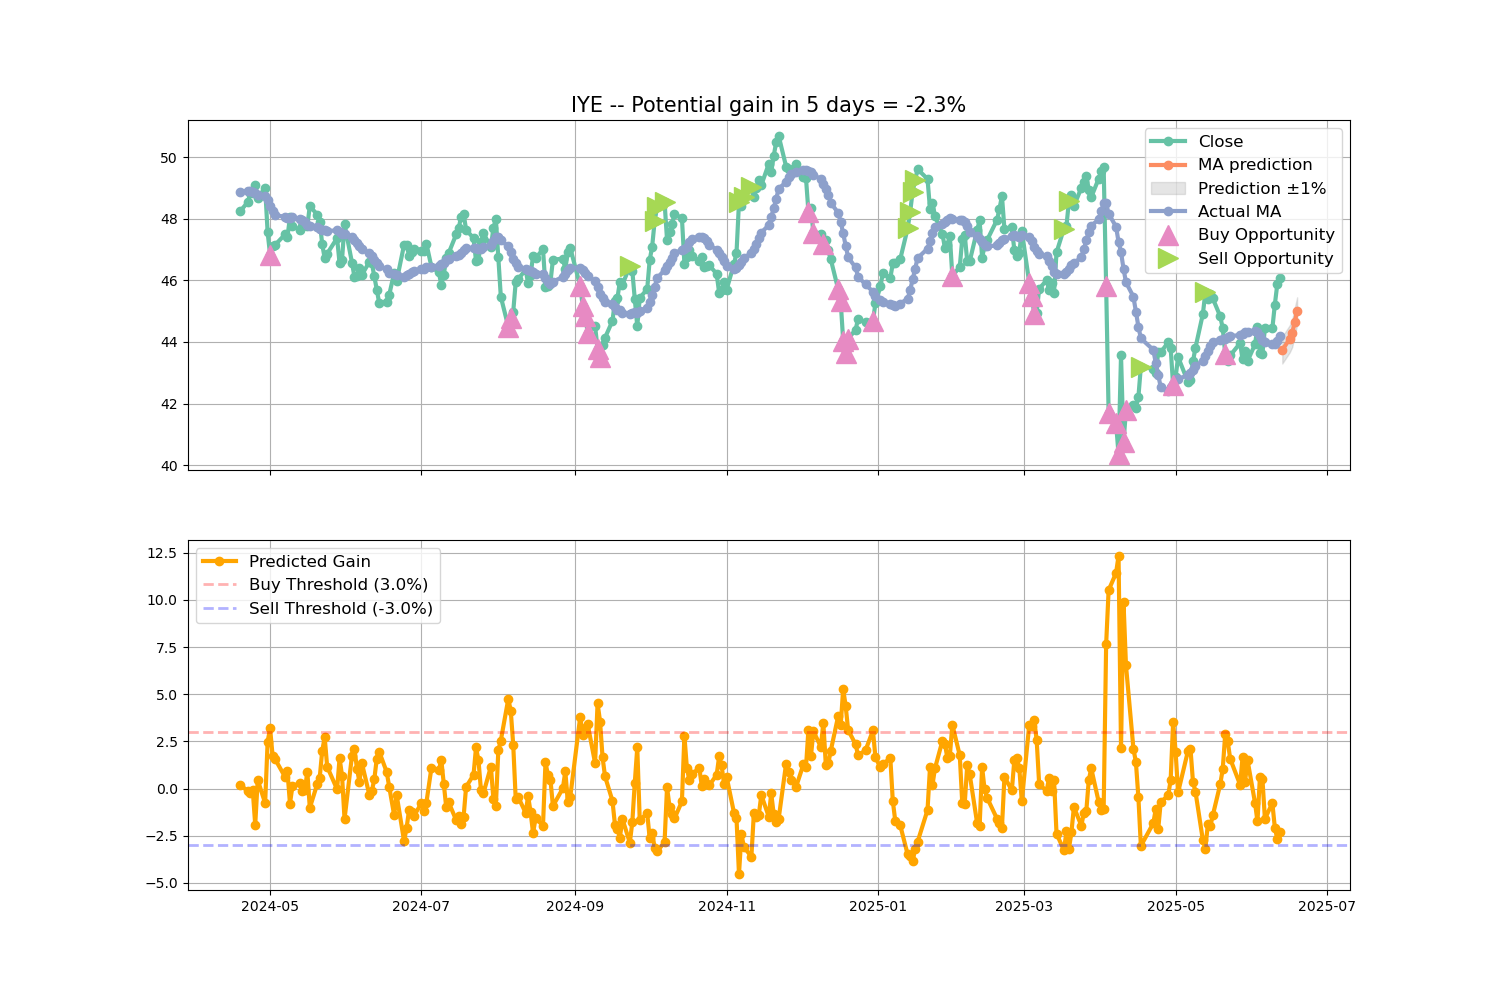 IYE -- Potential gain in 5 days = -2.3%
50
48
46
44
42
40
Close
MA prediction
Prediction ±1%
Actual MA
Buy Opportunity
Sell Opportunity
12.5
10.0
7.5
5.0
2.5
0.0
−2.5
−5.0
Predicted Gain
Buy Threshold (3.0%)
Sell Threshold (-3.0%)
2024-05
2024-07
2024-09
2024-11
2025-01
2025-03
2025-05
2025-07